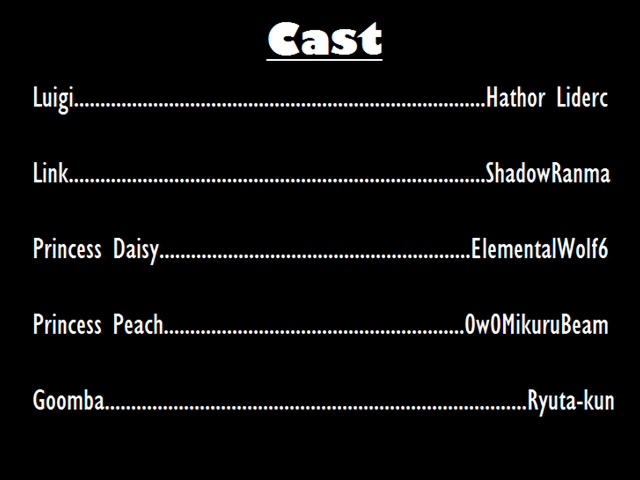 Cast
Luigi...............................................................................Hathor Liderc
Link................................................................................ShadowRanma
Princess Daisy............................................................ElementalWolf6
Princess Peach..........................................................0w0MikuruBeam
Goomba.................................................................................Ryuta-kun